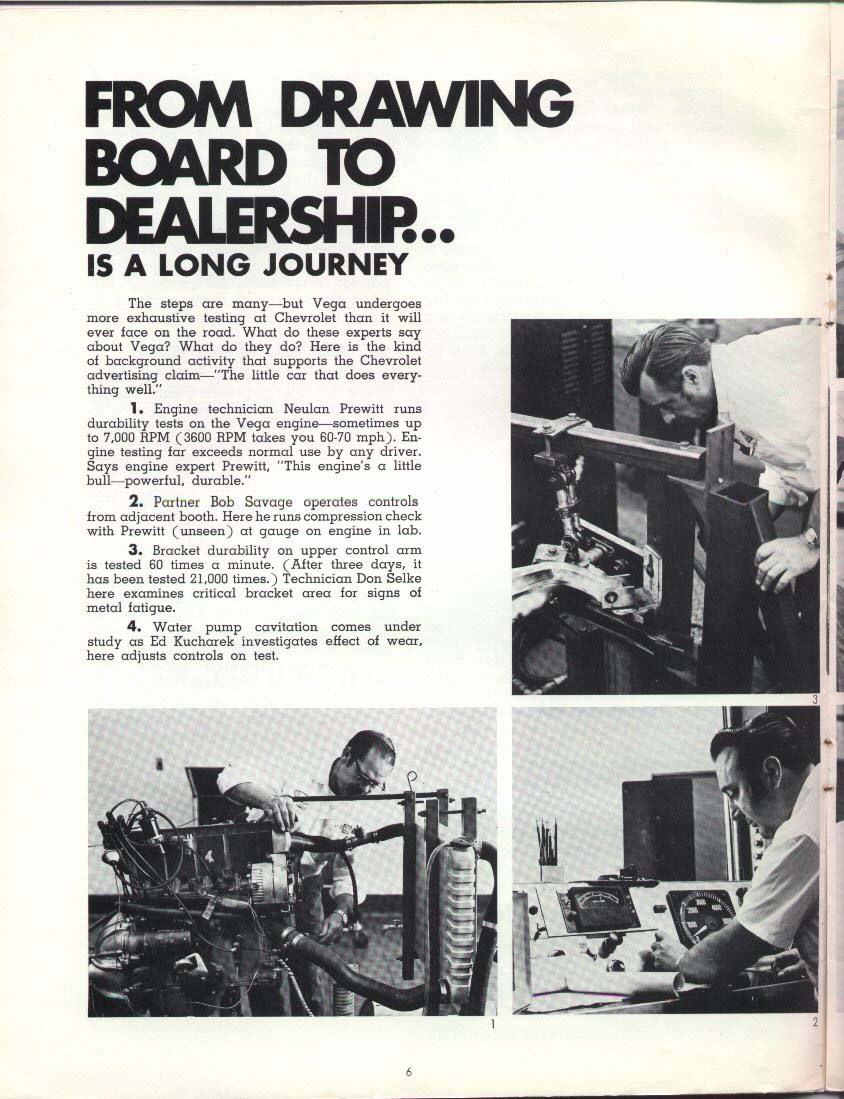 FROM DRAWING
BOARD TO
DEALERSHIP...
IS A LONG JOURNEY
The steps are many—but Vega undergoes
more exhaustive testing at Chevrolet than it will
ever face on the road. What do these experts say
about Vega? What do they do? Here is the kind
of background activity that supports the Chevrolet
advertising claim—"The little car that does every-
thing well."
1. Engine technician Neulan Prewitt runs
durability tests on the Vega engine—sometimes up
to 7,000 RPM (3600 RPM takes you 60-70 mph). En-
gine testing far exceeds normal use by any driver.
Says engine expert Prewitt, "This engine's a little
bull—powerful, durable."
2. Partner Bob Savage operates controls
from adjacent booth. Here he runs compression check
with Prewitt (unseen) at gauge on engine in lab.
3. Bracket durability on upper control arm
is tested 60 times a minute. (After three days, it
has been tested 21,000 times.) Technician Don Selke
here examines critical bracket area for signs of
metal fatigue.
4. Water pump cavitation comes under
study as Ed Kucharek investigates effect of wear,
here adjusts controls on test.
3
1
2
6